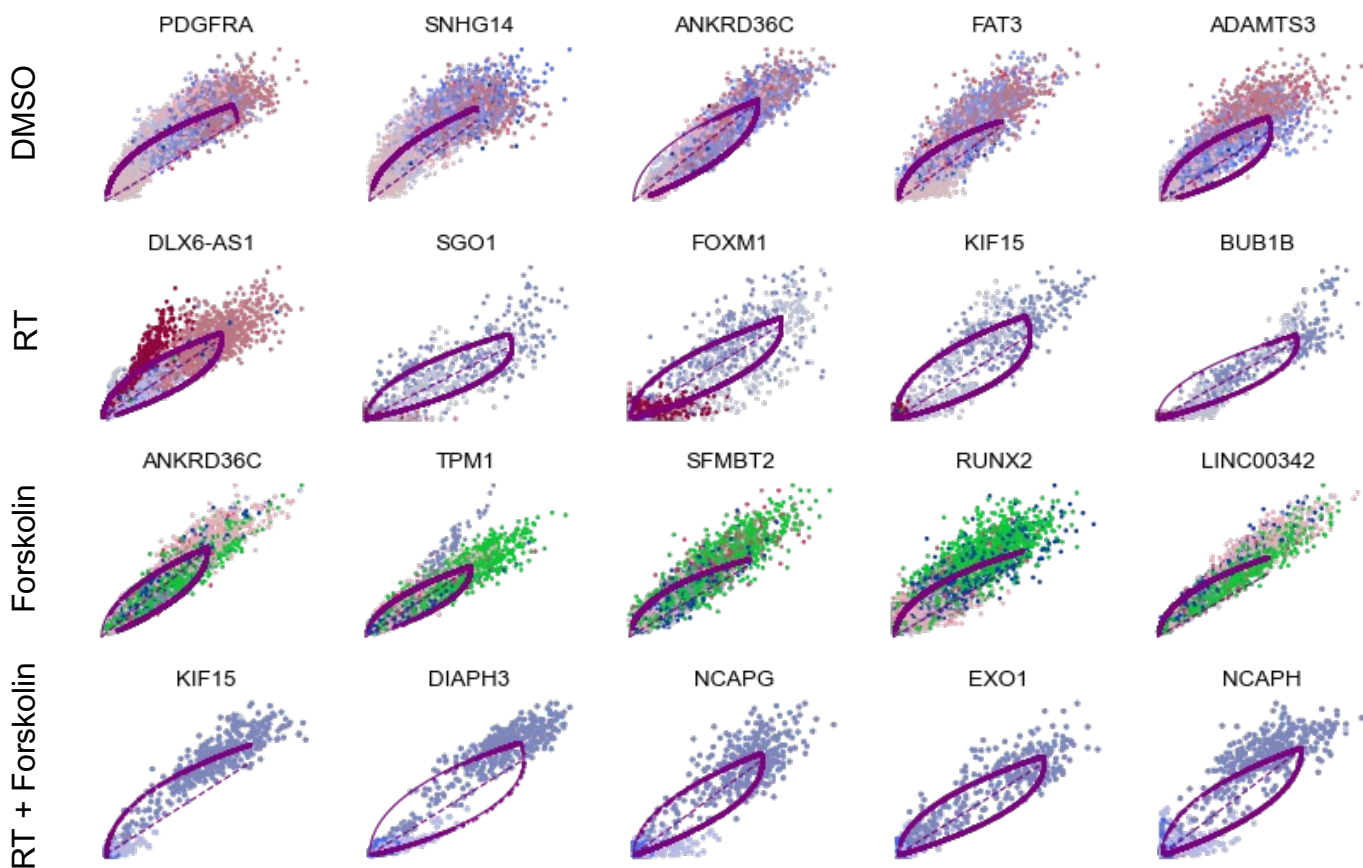 PDGFRA SNHG14 ANKRD36C FAT3 ADAMTS3
DMSO
DLX6-AS1 SGO1 FOXM1 KIF15 BUB1B
RT
ANKRD36C TPM1 SFMBT2 RUNX2 LINC00342
Forskolin
KIF15 DIAPH3 NCAPG EXO1 NCAPH
RT + Forskolin